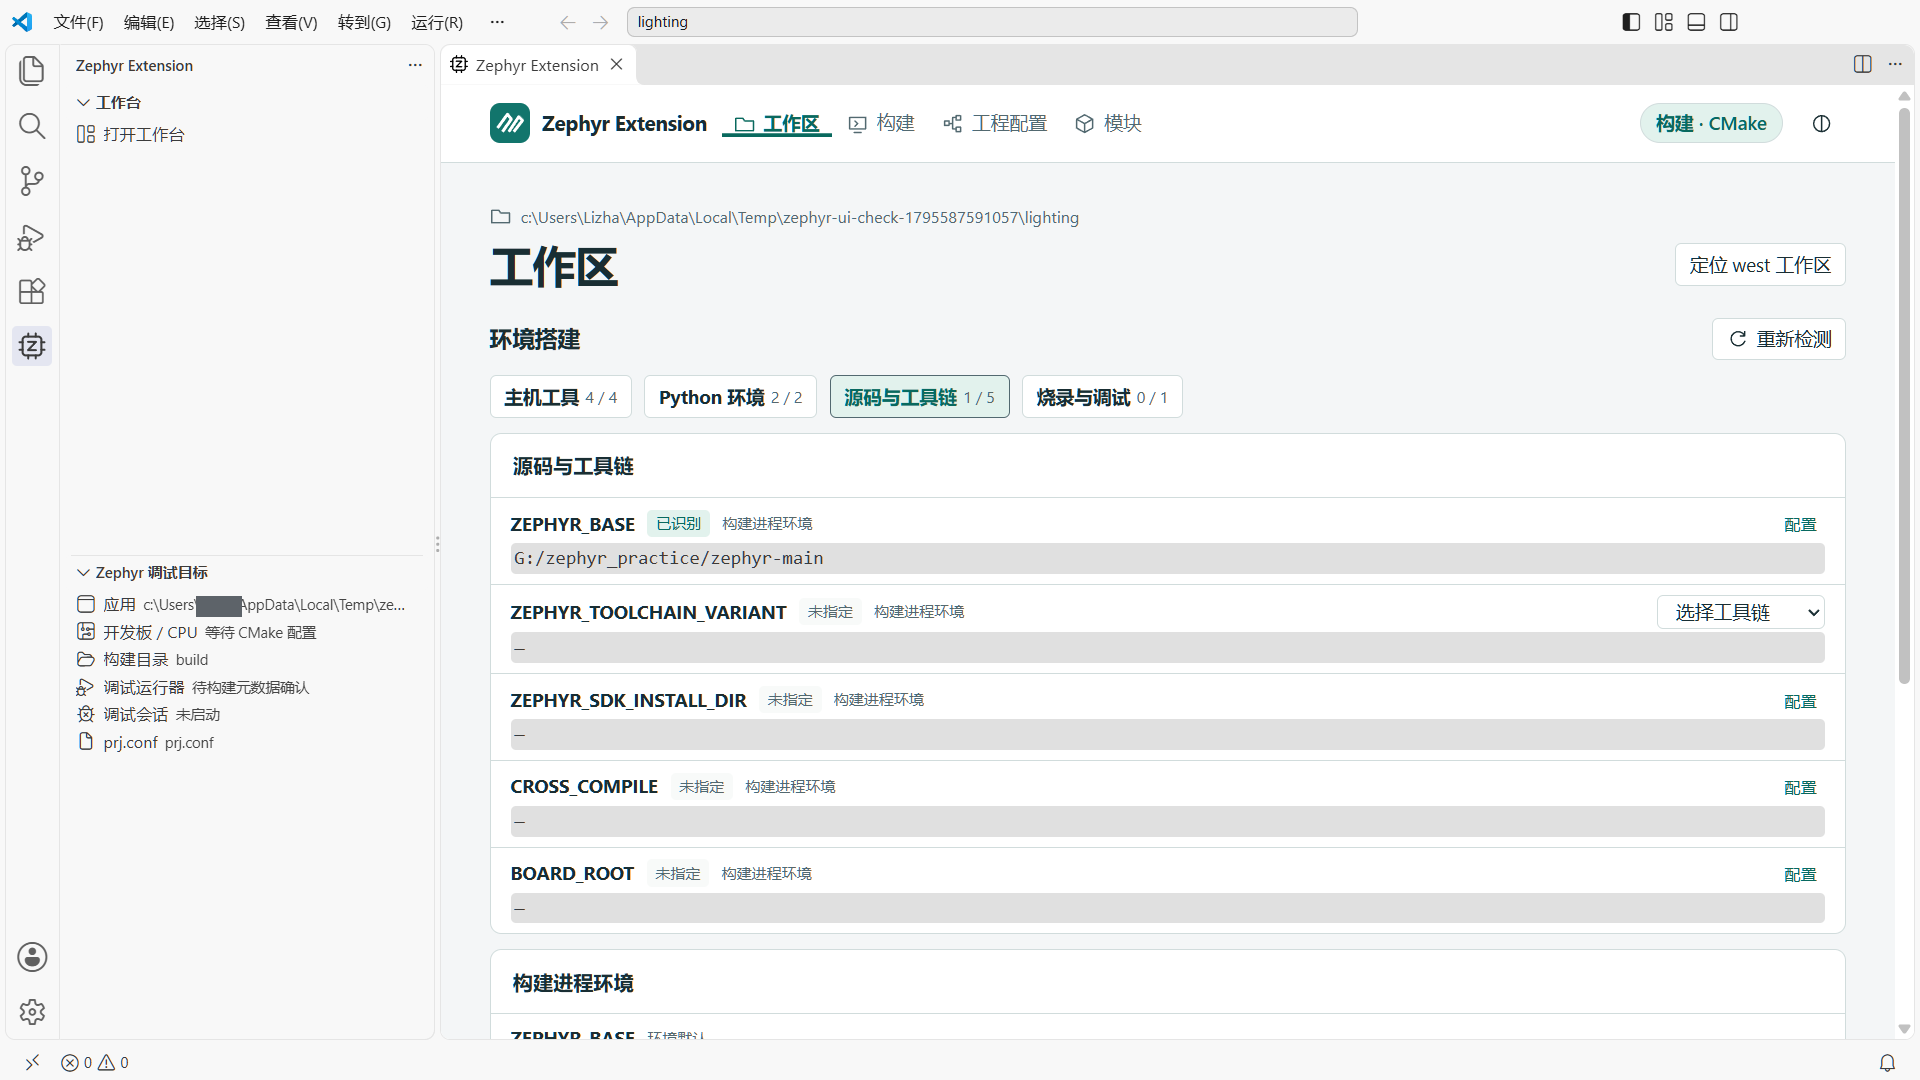 文件(F) 编辑(E) 选择(S) 查看(V) 转到(G) 运行(R) ··· lighting
Zephyr Extension ···
工作台
打开工作台
Zephyr 调试目标
应用 c:\Users\ AppData\Local\Temp\ze...
开发板 / CPU 等待 CMake 配置
构建目录 build
调试运行器 待构建元数据确认
调试会话 未启动
prj.conf prj.conf
Zephyr Extension ···
Zephyr Extension 工作区 构建 工程配置 模块 构建 · CMake
c:\Users\Lizha\AppData\Local\Temp\zephyr-ui-check-1795587591057\lighting
工作区 定位 west 工作区
环境搭建 重新检测
主机工具 4 / 4 Python 环境 2 / 2 源码与工具链 1 / 5 烧录与调试 0 / 1
源码与工具链
ZEPHYR_BASE 已识别 构建进程环境 配置
G:/zephyr_practice/zephyr-main
ZEPHYR_TOOLCHAIN_VARIANT 未指定 构建进程环境 选择工具链
—
ZEPHYR_SDK_INSTALL_DIR 未指定 构建进程环境 配置
—
CROSS_COMPILE 未指定 构建进程环境 配置
—
BOARD_ROOT 未指定 构建进程环境 配置
—
构建进程环境
ZEPHYR_BASE 环境默认
0 0